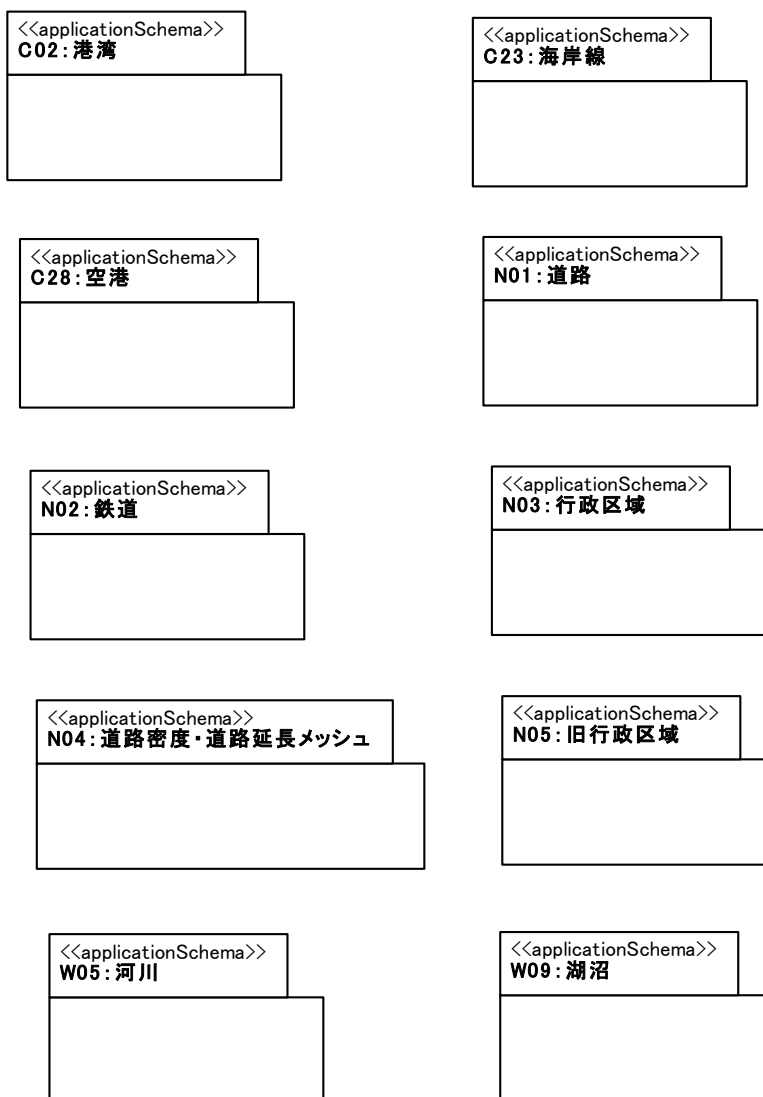 <<applicationSchema>>
C02:港湾
<<applicationSchema>>
C23:海岸線
<<applicationSchema>>
C28:空港
<<applicationSchema>>
N01:道路
<<applicationSchema>>
N02:鉄道
<<applicationSchema>>
N03:行政区域
<<applicationSchema>>
N04:道路密度・道路延長メッシュ
<<applicationSchema>>
N05:旧行政区域
<<applicationSchema>>
W05:河川
<<applicationSchema>>
W09:湖沼